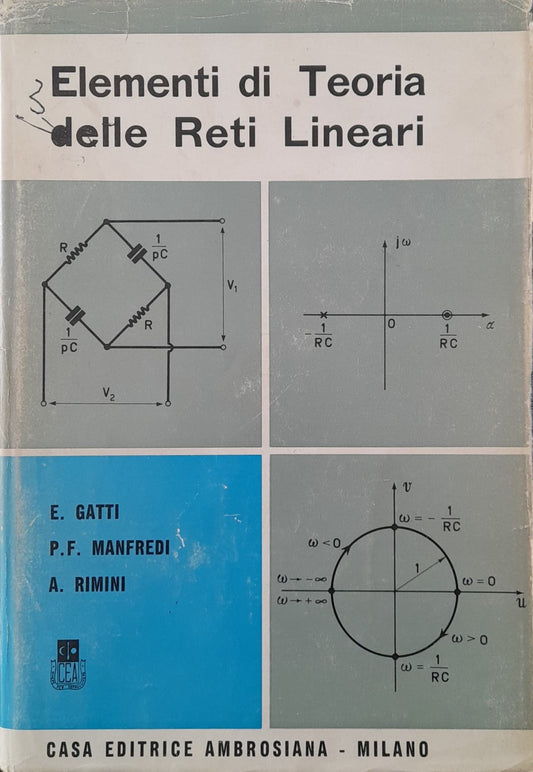 Elementi di Teoria
delle Reti Lineari
R
1/pC
1/pC
R
V1
V2
jω
-1/RC
0
1/RC
α
E. GATTI
P.F. MANFREDI
A. RIMINI
CEA
v
ω = - 1/RC
ω<0
1
ω→-∞
ω=0
ω→+∞
u
ω>0
ω = 1/RC
CASA EDITRICE AMBROSIANA - MILANO